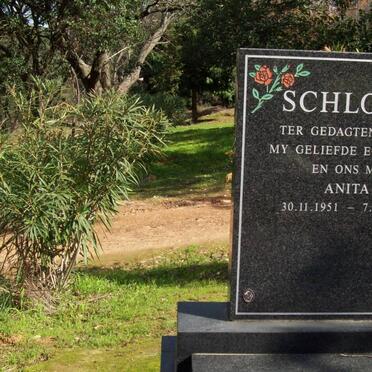 SCHLO
TER GEDAGTEN
MY GELIEFDE E
EN ONS M
ANITA
30.11.1951 – 7.